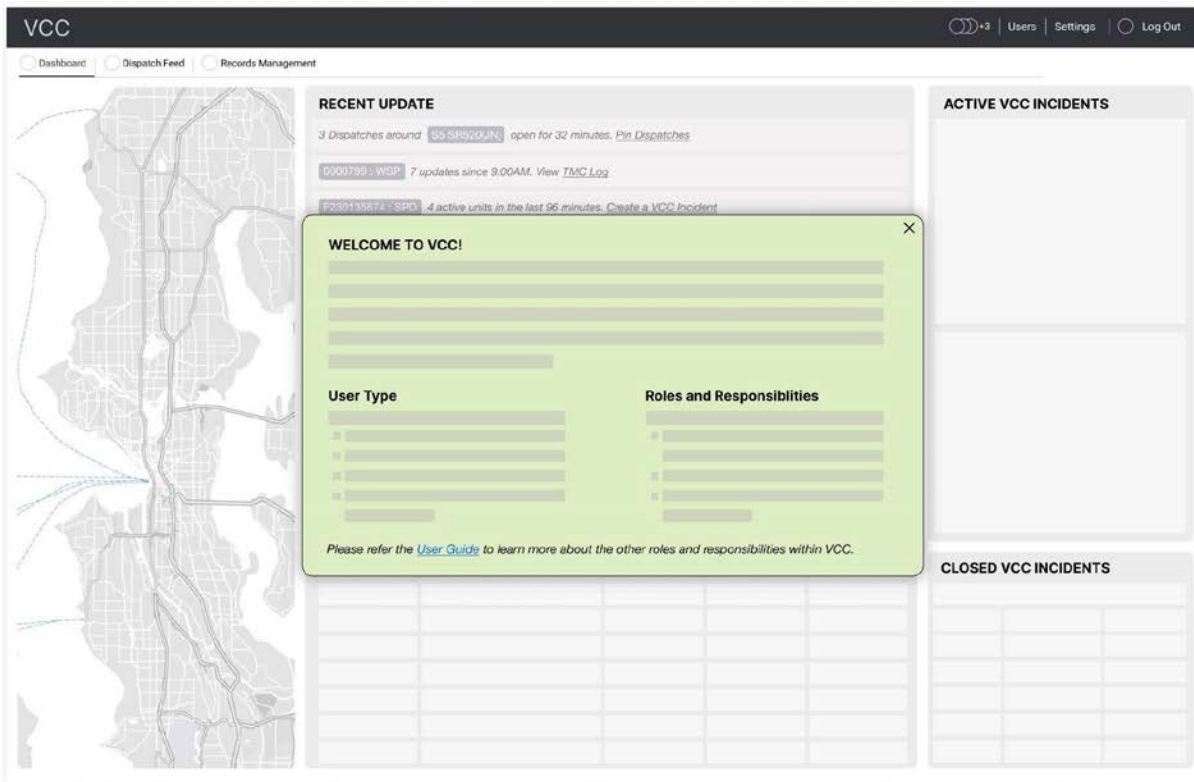 VCC
+3 | Users | Settings | Log Out
Dashboard | Dispatch Feed | Records Management
RECENT UPDATE
3 Dispatches around S5 SR520UN; open for 32 minutes. Pin Dispatches
0000799 : WSP 7 updates since 9:00AM. View TMC Log
F230135674 : SPD 4 active units in the last 96 minutes. Create a VCC Incident
WELCOME TO VCC!
User Type
Roles and Responsiblities
Please refer the User Guide to learn more about the other roles and responsibilities within VCC.
ACTIVE VCC INCIDENTS
CLOSED VCC INCIDENTS